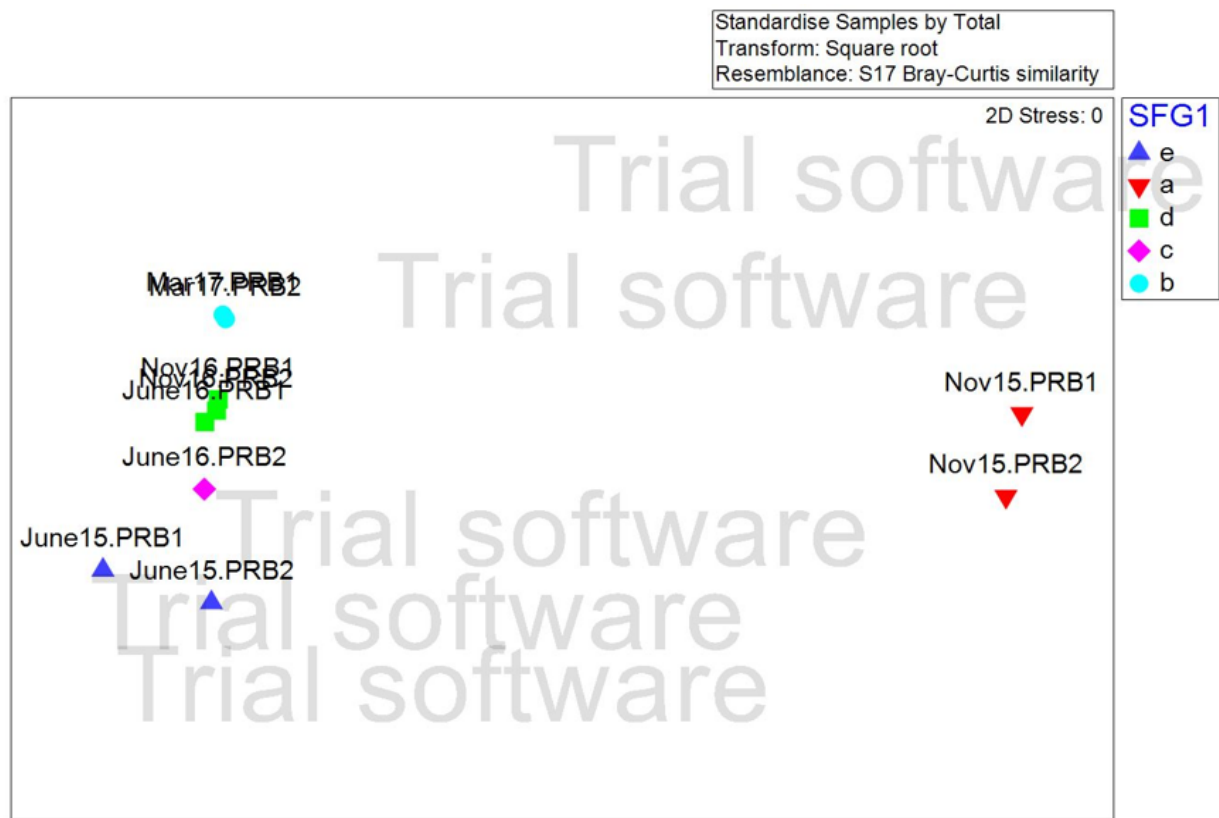 Standardise Samples by Total
Transform: Square root
Resemblance: S17 Bray-Curtis similarity
2D Stress: 0
SFG1
e
a
d
c
b
Trial software
Trial software
Mar17.PRB1
Mar17.PRB2
Nov16.PRB1
Nov16.PRB2
June16.PRB1
Nov15.PRB1
June16.PRB2
Nov15.PRB2
Trial software
June15.PRB1
June15.PRB2
Trial software
Trial software